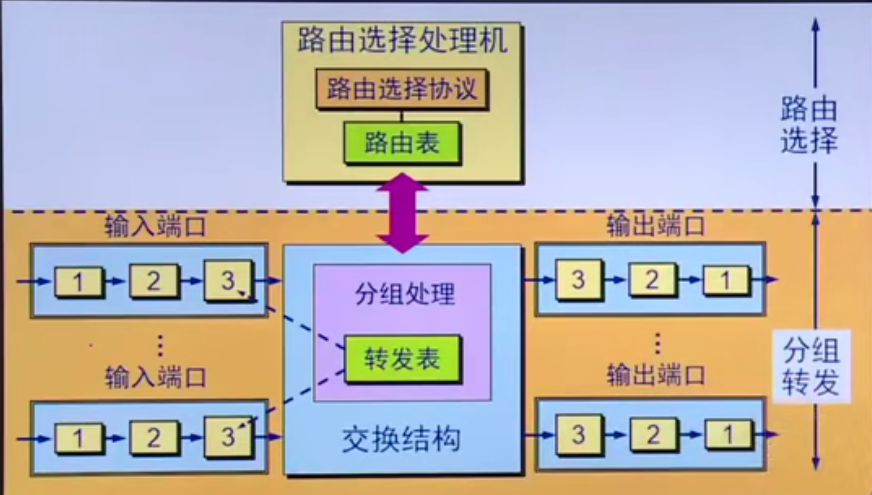 路由选择处理机
路由选择协议
路由表
路由
选择
输入端口
1 2 3
输入端口
1 2 3
分组处理
转发表
交换结构
输出端口
3 2 1
输出端口
3 2 1
分组
转发